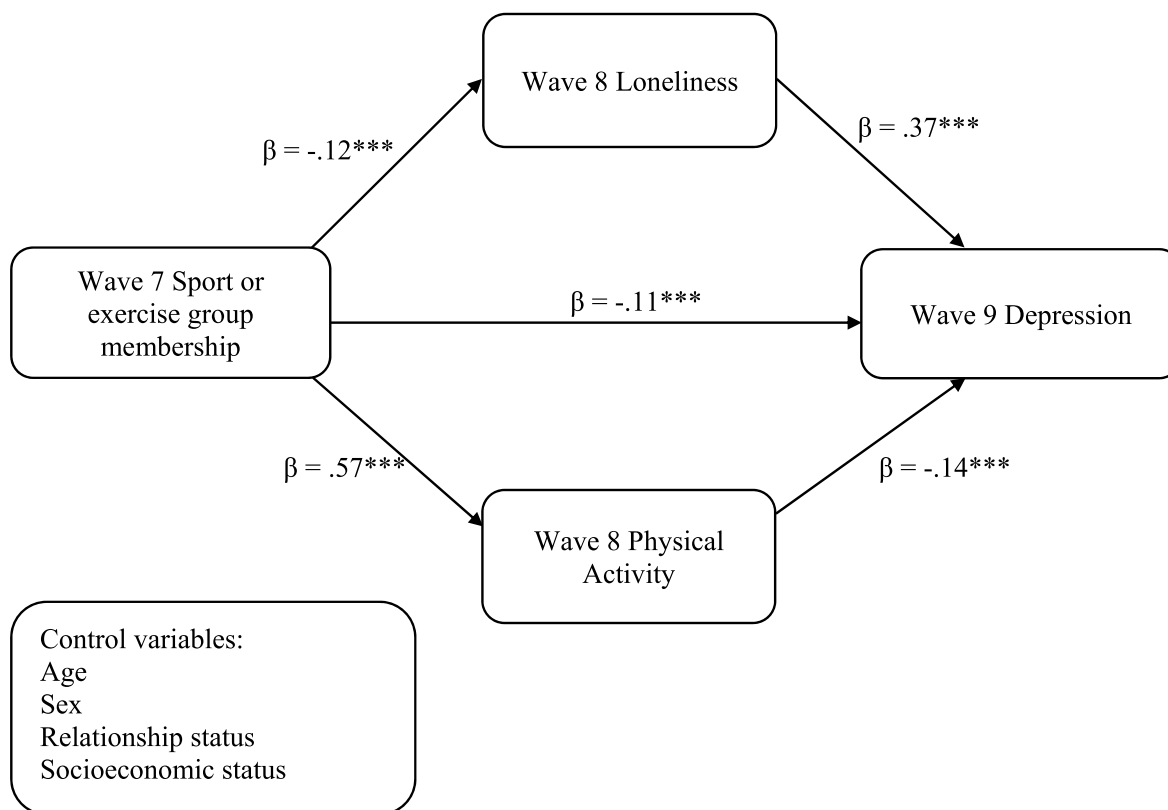 Wave 8 Loneliness
β = -.12***
β = .37***
Wave 7 Sport or
exercise group
membership
β = -.11***
Wave 9 Depression
β = .57***
β = -.14***
Wave 8 Physical
Activity
Control variables:
Age
Sex
Relationship status
Socioeconomic status